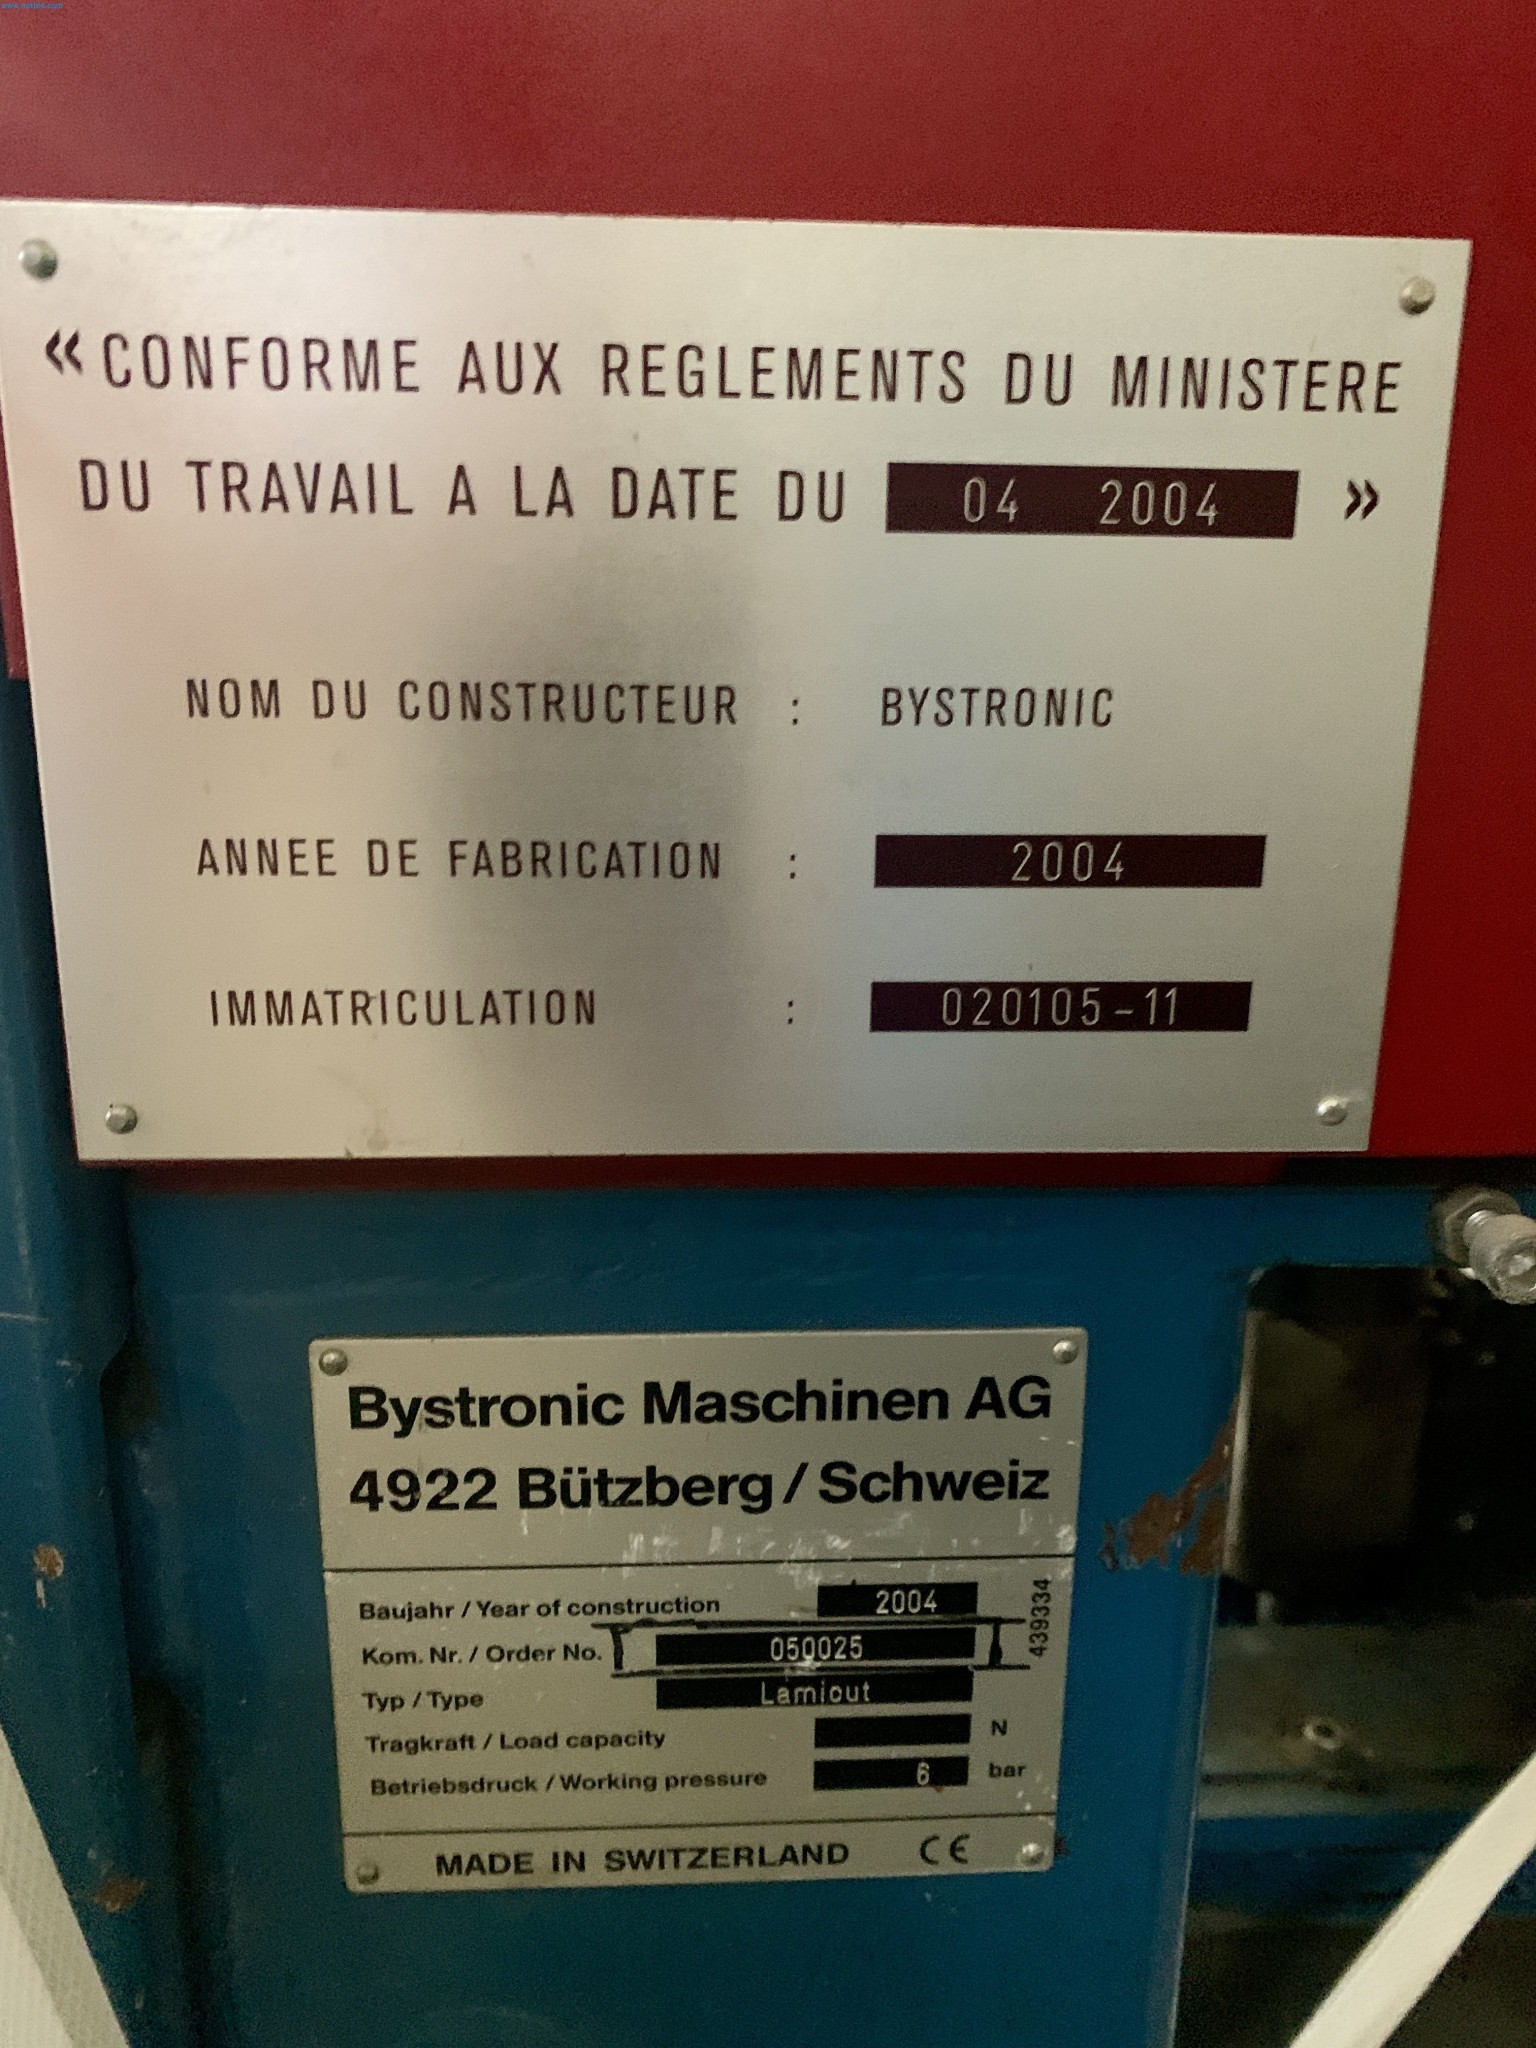 « CONFORME AUX REGLEMENTS DU MINISTERE
DU TRAVAIL A LA DATE DU 04 2004 »
NOM DU CONSTRUCTEUR : BYSTRONIC
ANNEE DE FABRICATION : 2004
IMMATRICULATION : 020105-11
Bystronic Maschinen AG
4922 Bützberg / Schweiz
Baujahr / Year of construction 2004
Kom. Nr. / Order No. 050025
Typ / Type Lamicut
Tragkraft / Load capacity N
Betriebsdruck / Working pressure 6 bar
439334
MADE IN SWITZERLAND CE